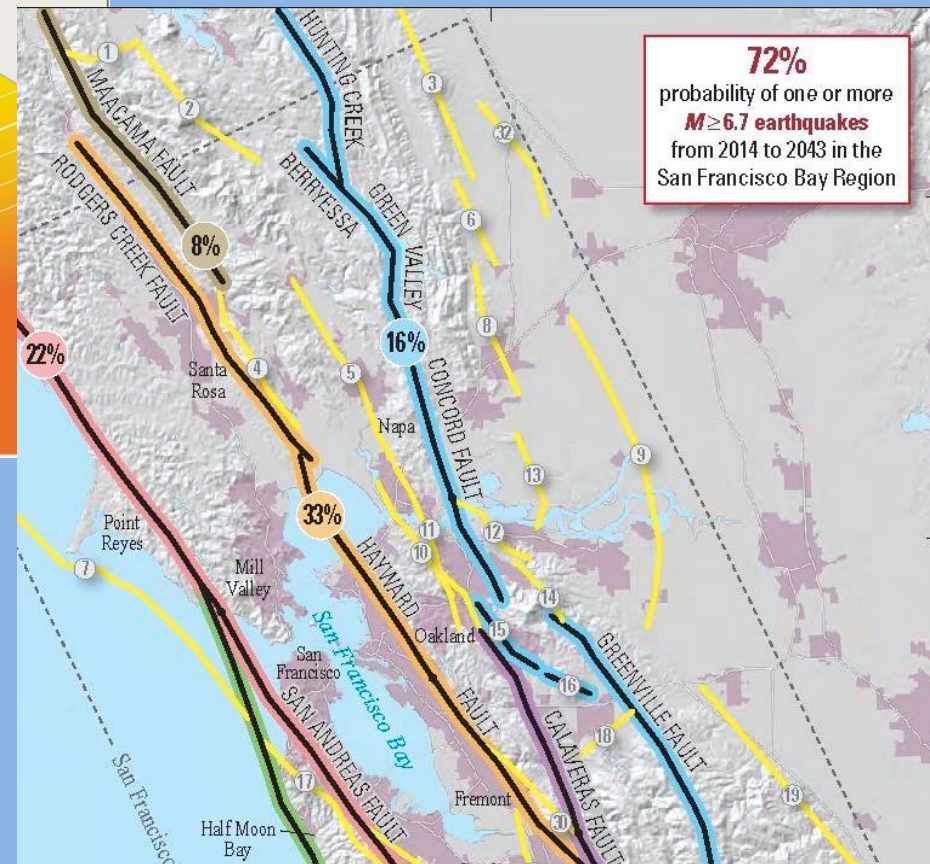 72%
probability of one or more
M≥6.7 earthquakes
from 2014 to 2043 in the
San Francisco Bay Region
HUNTING CREEK
1
2
3
32
MAACAMA FAULT
BERRYESSA
GREEN VALLEY
RODGERS CREEK FAULT
6
8%
8
16%
22%
Santa
Rosa
4
5
CONCORD FAULT
Napa
9
13
33%
Point
Reyes
11
12
10
7
Mill
Valley
HAYWARD FAULT
14
Oakland
15
San Francisco Bay
San
Francisco
16
GREENVILLE FAULT
SAN ANDREAS FAULT
CALAVERAS FAULT
18
San Francisco
17
19
Fremont
30
Half Moon
Bay